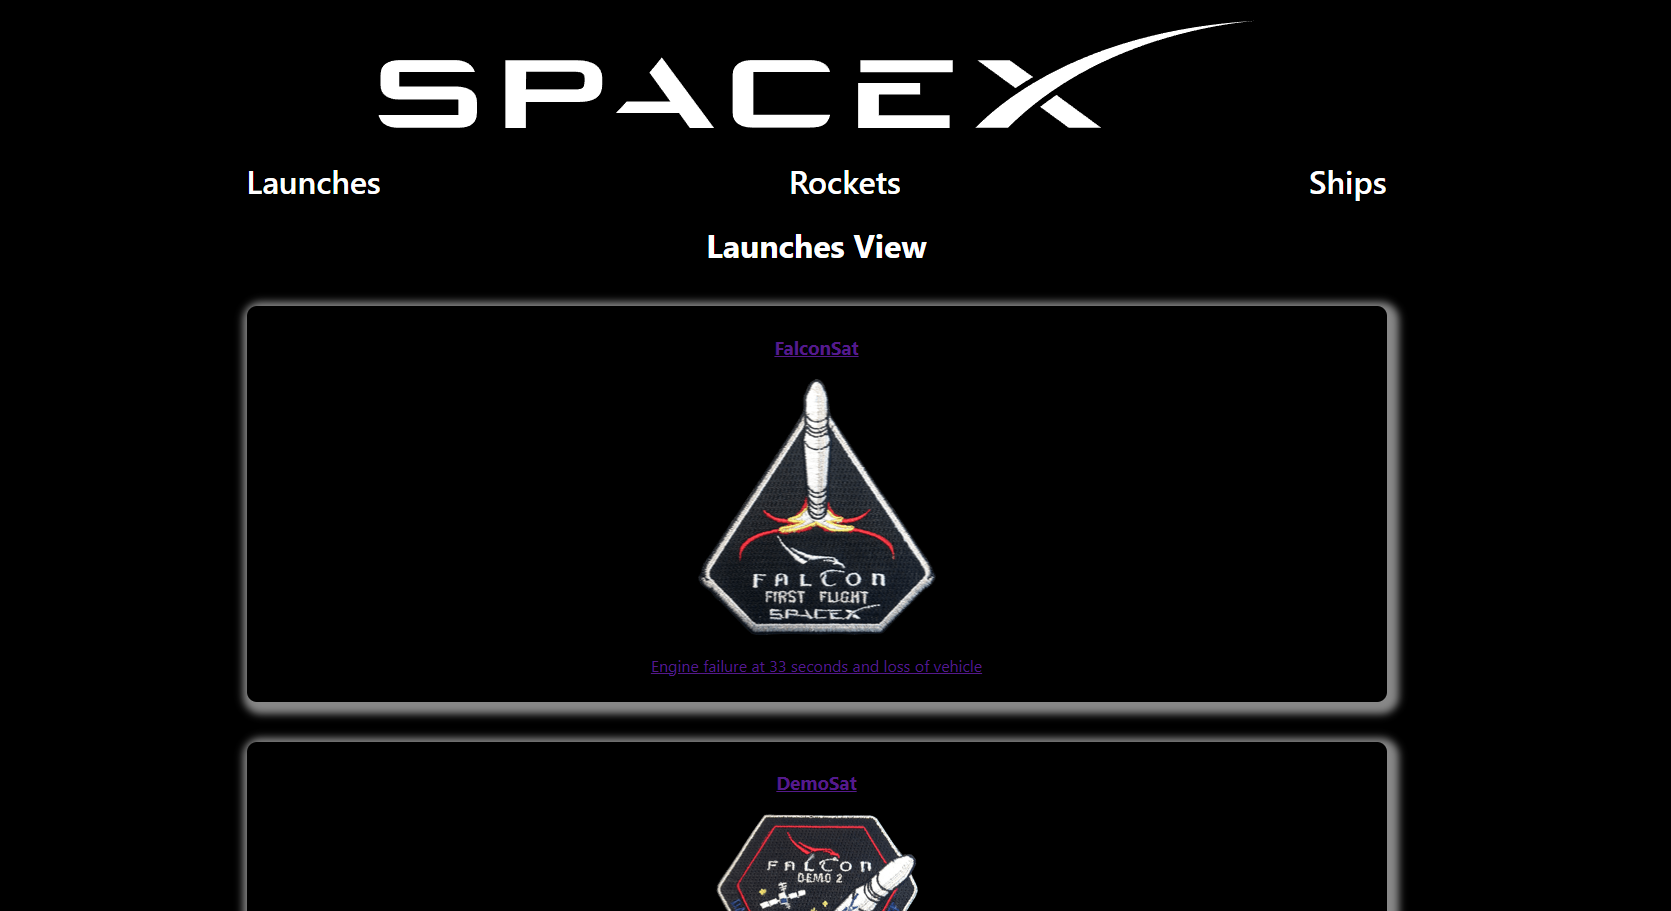 SPACEX
Launches
Rockets
Ships
Launches View
FalconSat
FALCON
FIRST FLIGHT
SPACEX
Engine failure at 33 seconds and loss of vehicle
DemoSat
FALCON
DEMO 2